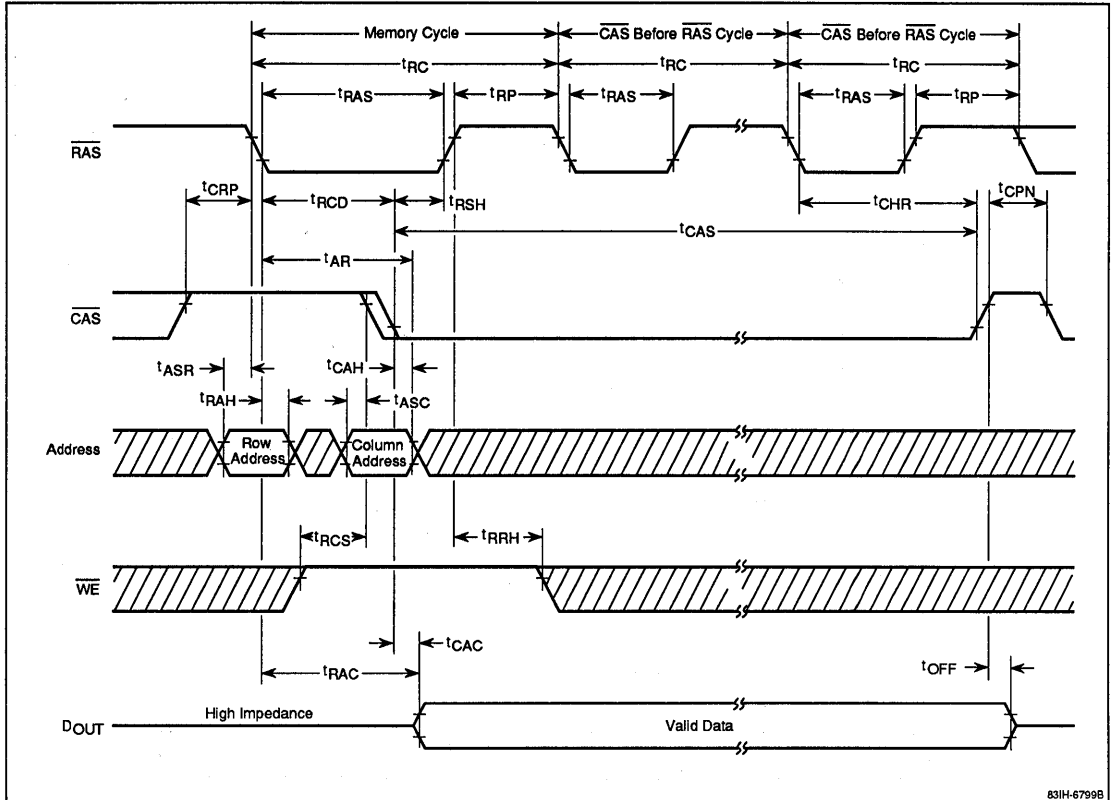 Memory Cycle
CAS Before RAS Cycle
CAS Before RAS Cycle
tRC
tRC
tRC
tRAS
tRP
tRAS
tRAS
tRP
RAS
tCRP
tRCD
tRSH
tCHR
tCPN
tCAS
tAR
CAS
tASR
tCAH
tRAH
tASC
Address
Row
Address
Column
Address
tRCS
tRRH
WE
tCAC
tRAC
tOFF
High Impedance
DOUT
Valid Data
83IH-6799B